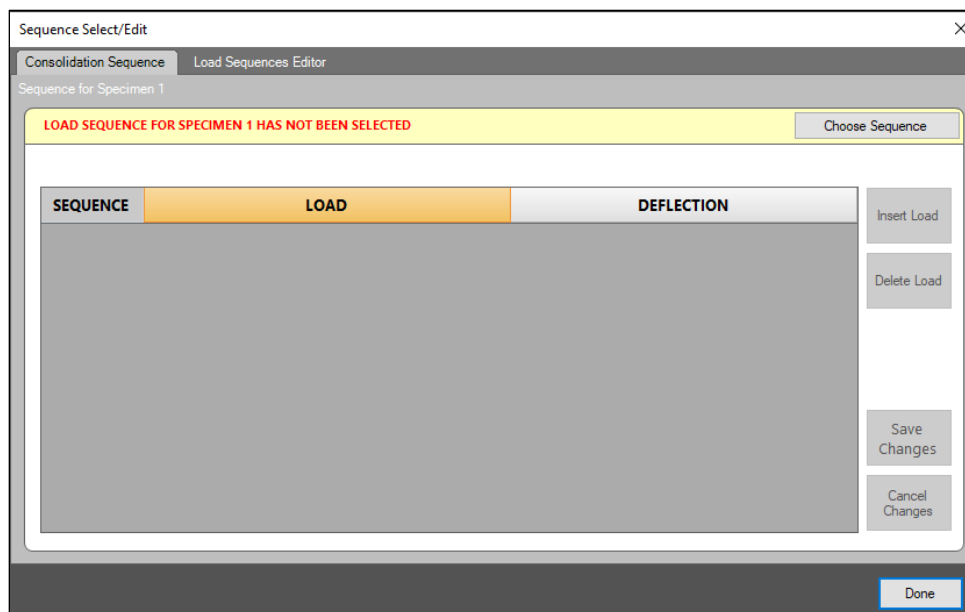 Sequence Select/Edit
Consolidation Sequence Load Sequences Editor
Sequence for Specimen 1
LOAD SEQUENCE FOR SPECIMEN 1 HAS NOT BEEN SELECTED Choose Sequence
SEQUENCE LOAD DEFLECTION
Insert Load
Delete Load
Save
Changes
Cancel
Changes
Done